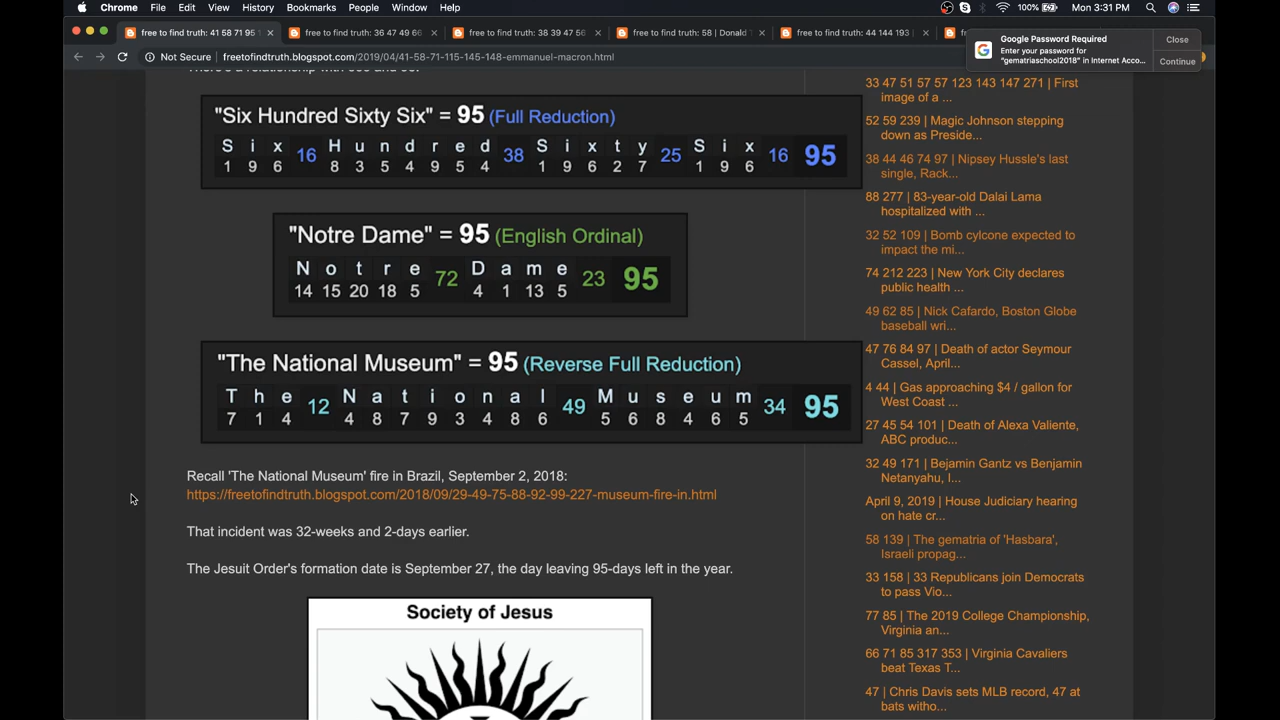 Chrome File Edit View History Bookmarks People Window Help
100% Mon 3:31 PM
free to find truth: 41 58 71 95
free to find truth: 36 47 49 66
free to find truth: 38 39 47 56
free to find truth: 58 | Donald T
free to find truth: 44 144 193 |
Google Password Required
Enter your password for
"gematriaschool2018" in Internet Acco...
Close
Continue
Not Secure | freetofindtruth.blogspot.com/2019/04/41-58-71-115-145-148-emmanuel-macron.html
"Six Hundred Sixty Six" = 95 (Full Reduction)
S i x 16 H u n d r e d 38 S i x t y 25 S i x 16 95
1 9 6 8 3 5 4 9 5 4 1 9 6 2 7 1 9 6
"Notre Dame" = 95 (English Ordinal)
N o t r e 72 D a m e 23 95
14 15 20 18 5 4 1 13 5
"The National Museum" = 95 (Reverse Full Reduction)
T h e 12 N a t i o n a l 49 M u s e u m 34 95
7 1 4 4 8 7 9 3 4 8 6 5 6 8 4 6 5
Recall 'The National Museum' fire in Brazil, September 2, 2018:
https://freetofindtruth.blogspot.com/2018/09/29-49-75-88-92-99-227-museum-fire-in.html
That incident was 32-weeks and 2-days earlier.
The Jesuit Order's formation date is September 27, the day leaving 95-days left in the year.
Society of Jesus
33 47 51 57 57 123 143 147 271 | First
image of a ...
52 59 239 | Magic Johnson stepping
down as Preside...
38 44 46 74 97 | Nipsey Hussle's last
single, Rack...
88 277 | 83-year-old Dalai Lama
hospitalized with ...
32 52 109 | Bomb cylcone expected to
impact the mi...
74 212 223 | New York City declares
public health ...
49 62 85 | Nick Cafardo, Boston Globe
baseball wri...
47 76 84 97 | Death of actor Seymour
Cassel, April...
4 44 | Gas approaching $4 / gallon for
West Coast ...
27 45 54 101 | Death of Alexa Valiente,
ABC produc...
32 49 171 | Bejamin Gantz vs Benjamin
Netanyahu, I...
April 9, 2019 | House Judiciary hearing
on hate cr...
58 139 | The gematria of 'Hasbara',
Israeli propag...
33 158 | 33 Republicans join Democrats
to pass Vio...
77 85 | The 2019 College Championship,
Virginia an...
66 71 85 317 353 | Virginia Cavaliers
beat Texas T...
47 | Chris Davis sets MLB record, 47 at
bats witho...